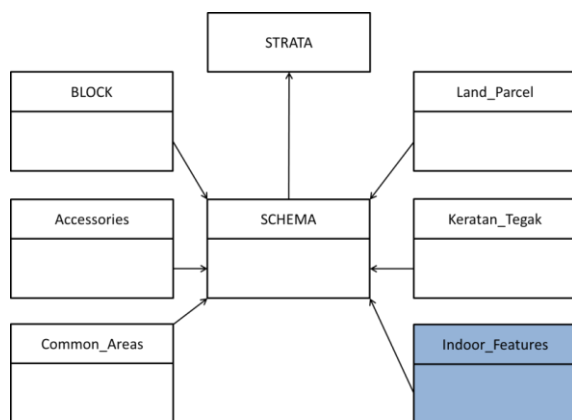 STRATA
BLOCK
Land_Parcel
Accessories
SCHEMA
Keratan_Tegak
Common_Areas
Indoor_Features